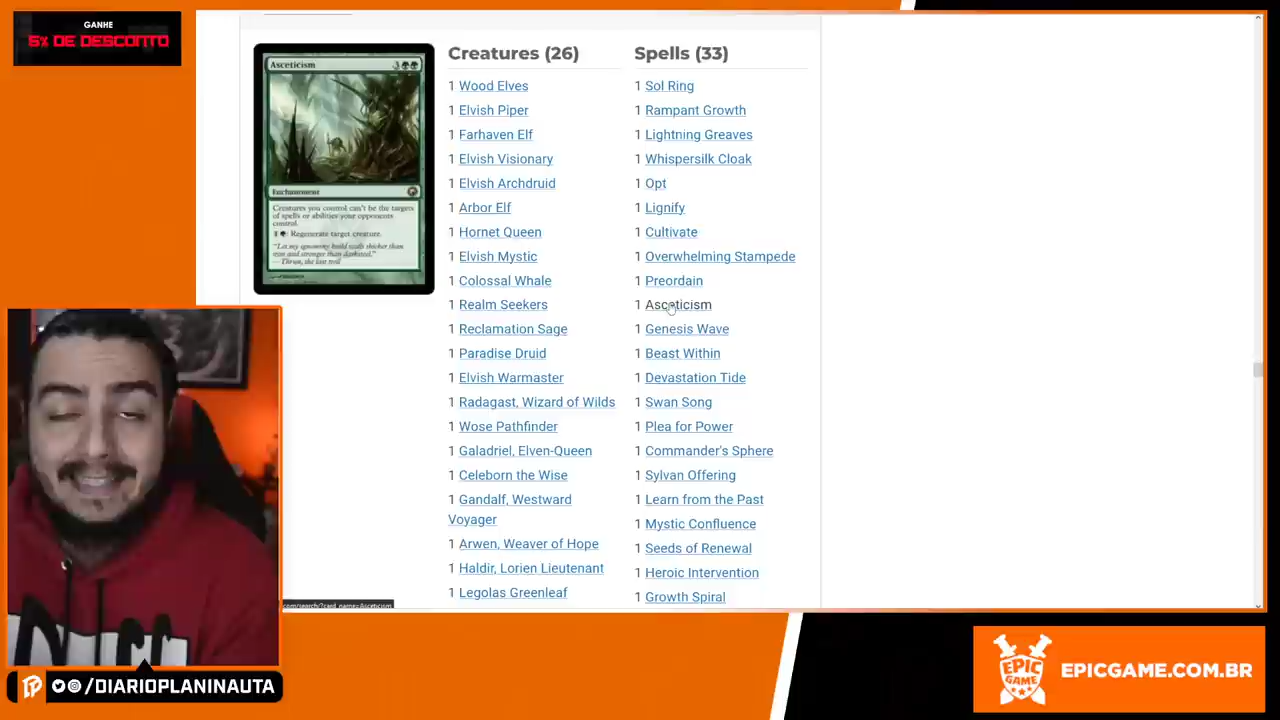 GANHE
5% DE DESCONTO
Asceticism 3
Enchantment
Creatures you control can't be the targets
of spells or abilities your opponents
control.
: Regenerate target creature.
Creatures (26)
1 Wood Elves
1 Elvish Piper
1 Farhaven Elf
1 Elvish Visionary
1 Elvish Archdruid
1 Arbor Elf
1 Hornet Queen
1 Elvish Mystic
1 Colossal Whale
1 Realm Seekers
1 Reclamation Sage
1 Paradise Druid
1 Elvish Warmaster
1 Radagast, Wizard of Wilds
1 Wose Pathfinder
1 Galadriel, Elven-Queen
1 Celeborn the Wise
1 Gandalf, Westward
Voyager
1 Arwen, Weaver of Hope
1 Haldir, Lorien Lieutenant
1 Legolas Greenleaf
Spells (33)
1 Sol Ring
1 Rampant Growth
1 Lightning Greaves
1 Whispersilk Cloak
1 Opt
1 Lignify
1 Cultivate
1 Overwhelming Stampede
1 Preordain
1 Asceticism
1 Genesis Wave
1 Beast Within
1 Devastation Tide
1 Swan Song
1 Plea for Power
1 Commander's Sphere
1 Sylvan Offering
1 Learn from the Past
1 Mystic Confluence
1 Seeds of Renewal
1 Heroic Intervention
1 Growth Spiral
.com/search/?card_name=Asceticism
/DIARIOPLANINAUTA
EPIC
GAME
EPICGAME.COM.BR